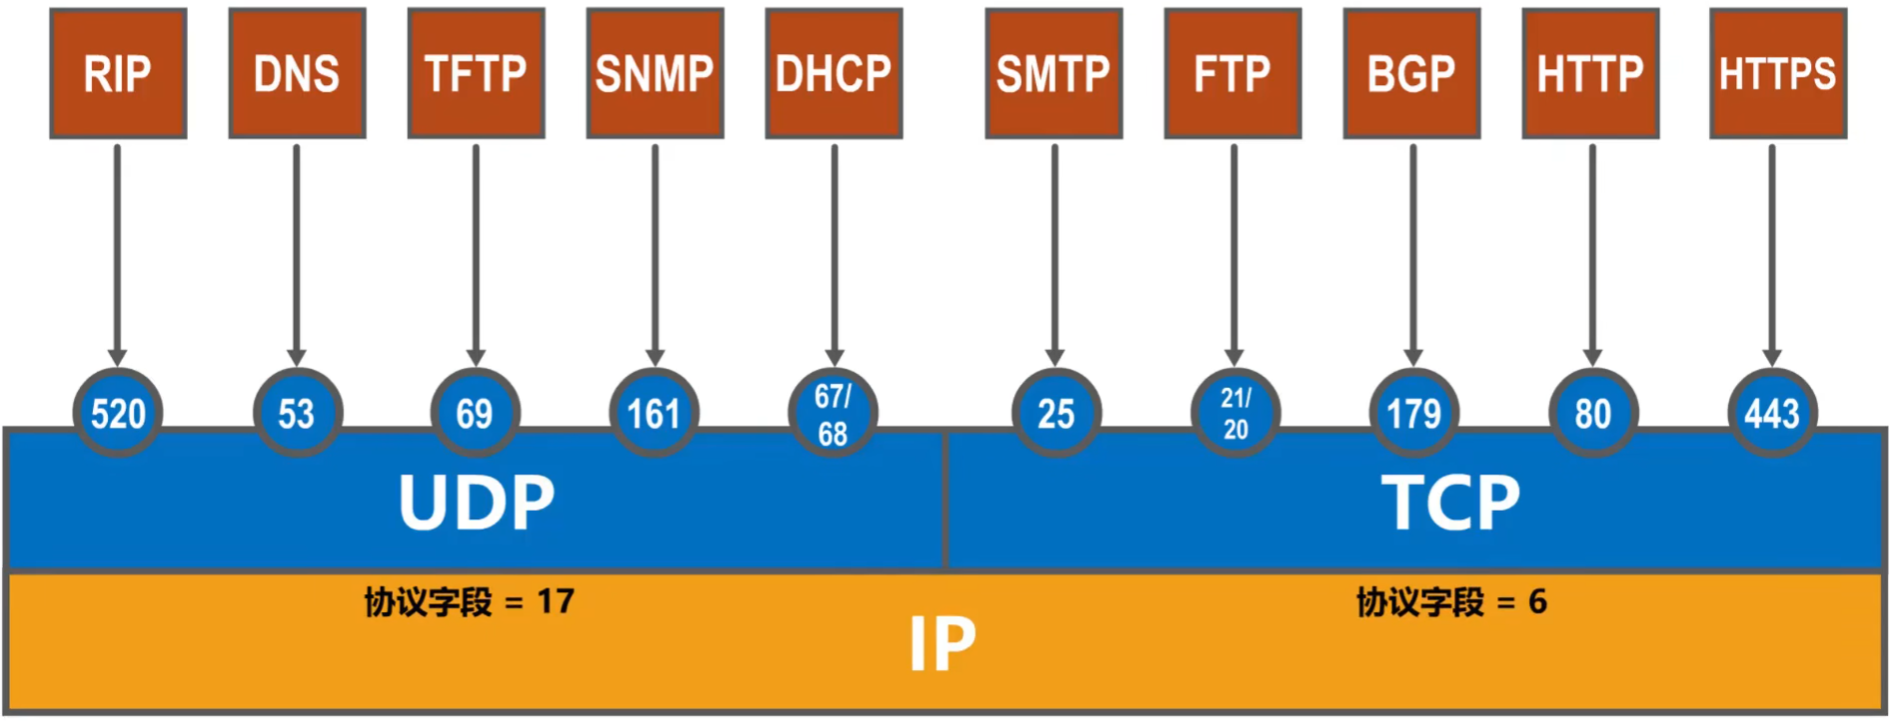 RIP DNS TFTP SNMP DHCP SMTP FTP BGP HTTP HTTPS
520 53 69 161 67/ 68 25 21/ 20 179 80 443
UDP TCP
协议字段 = 17 协议字段 = 6
IP